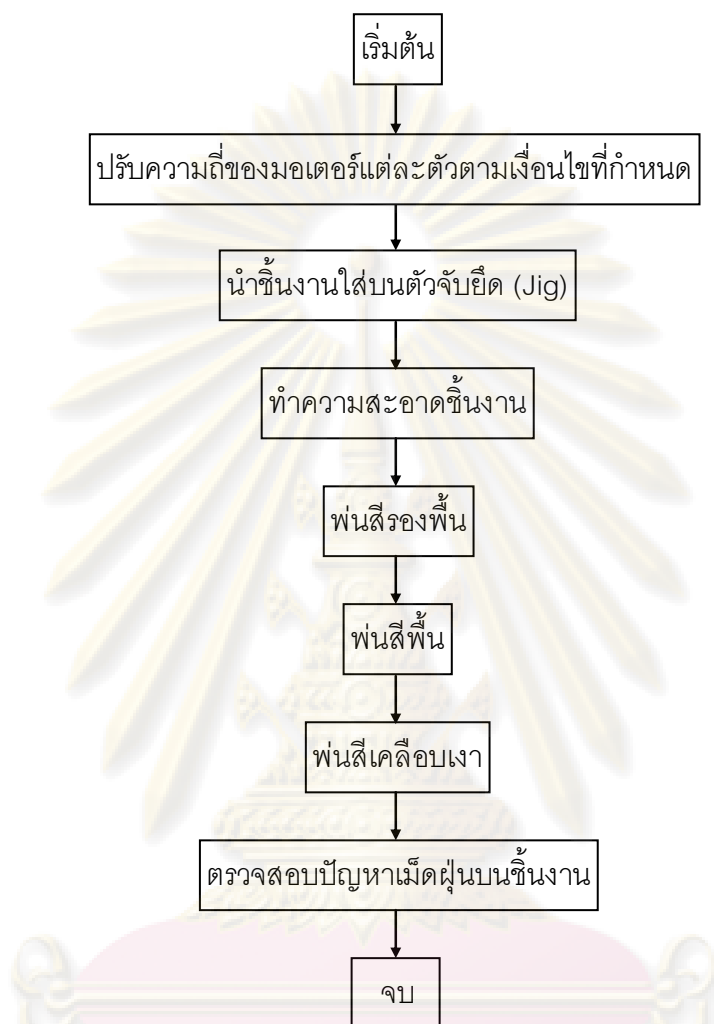 เริ่มต้น
ปรับความถี่ของมอเตอร์แต่ละตัวตามเงื่อนไขที่กำหนด
นำชิ้นงานใส่บนตัวจับยึด (Jig)
ทำความสะอาดชิ้นงาน
พ่นสีรองพื้น
พ่นสีพื้น
พ่นสีเคลือบเงา
ตรวจสอบปัญหาเม็ดฝุ่นบนชิ้นงาน
จบ